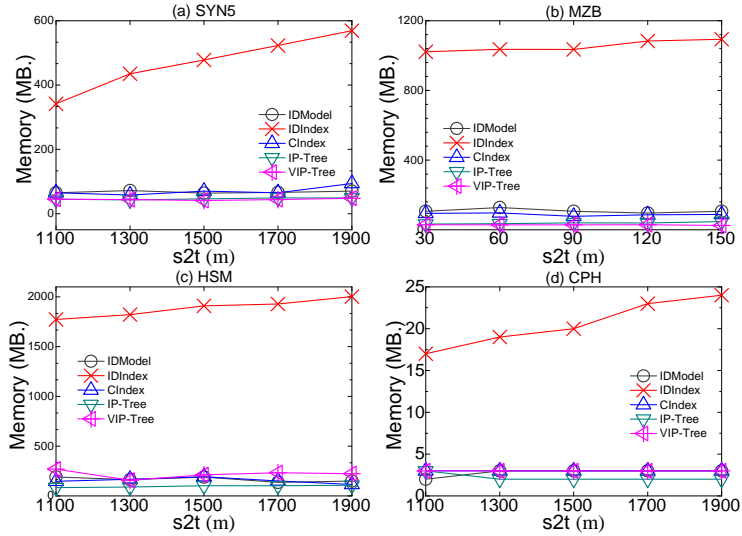 (a) SYN5
600
400
200
0
Memory (MB.)
IDModel
IDIndex
CIndex
IP-Tree
VIP-Tree
1100 1300 1500 1700 1900
s2t (m)
(b) MZB
1200
800
400
Memory (MB.)
IDModel
IDIndex
CIndex
IP-Tree
VIP-Tree
30 60 90 120 150
s2t (m)
(c) HSM
2000
1500
1000
500
0
Memory (MB.)
IDModel
IDIndex
CIndex
IP-Tree
VIP-Tree
1100 1300 1500 1700 1900
s2t (m)
(d) CPH
25
20
15
10
5
0
Memory (MB.)
IDModel
IDIndex
CIndex
IP-Tree
VIP-Tree
1100 1300 1500 1700 1900
s2t (m)